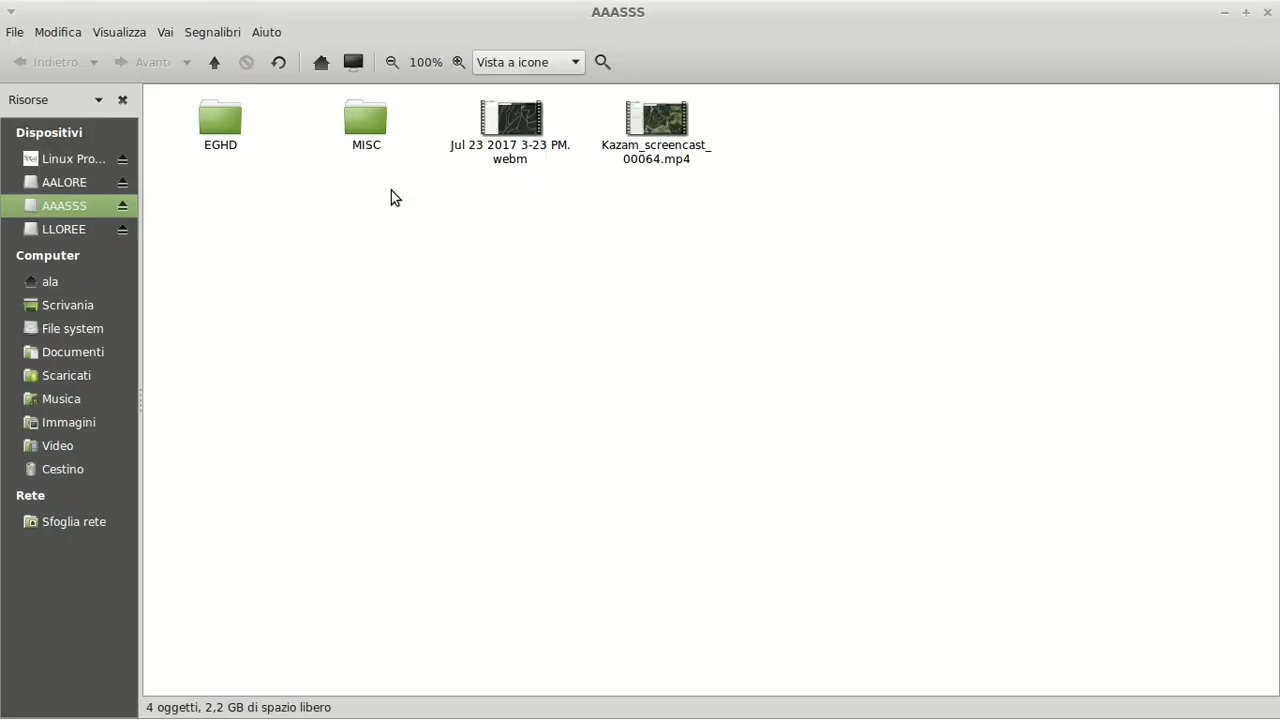 AAASSS
File Modifica Visualizza Vai Segnalibri Aiuto
Indietro Avanti 100% Vista a icone
Risorse
Dispositivi
Linux Pro...
AALORE
AAASSS
LLOREE
Computer
ala
Scrivania
File system
Documenti
Scaricati
Musica
Immagini
Video
Cestino
Rete
Sfoglia rete
EGHD
MISC
Jul 23 2017 3-23 PM.
webm
Kazam_screencast_
00064.mp4
4 oggetti, 2,2 GB di spazio libero